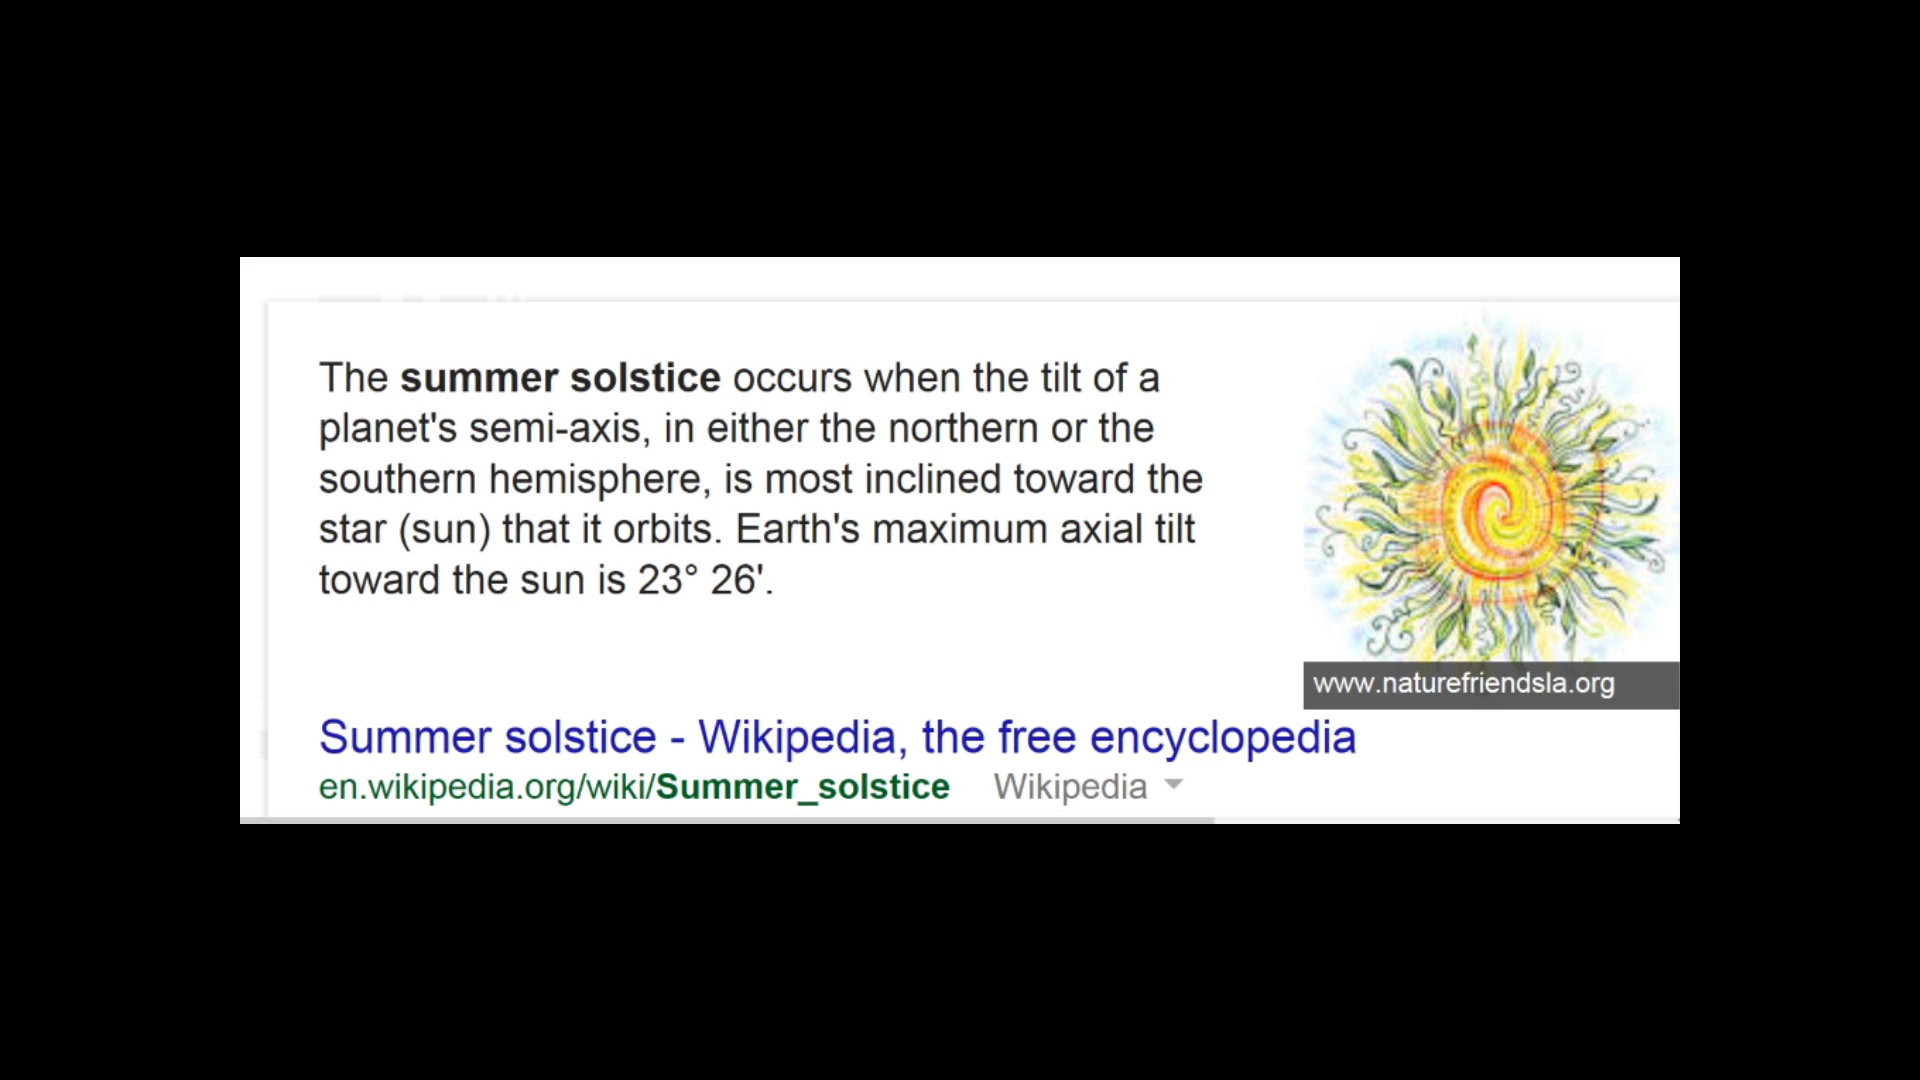 The summer solstice occurs when the tilt of a
planet's semi-axis, in either the northern or the
southern hemisphere, is most inclined toward the
star (sun) that it orbits. Earth's maximum axial tilt
toward the sun is 23° 26'.
www.naturefriendsla.org
Summer solstice - Wikipedia, the free encyclopedia
en.wikipedia.org/wiki/Summer_solstice Wikipedia